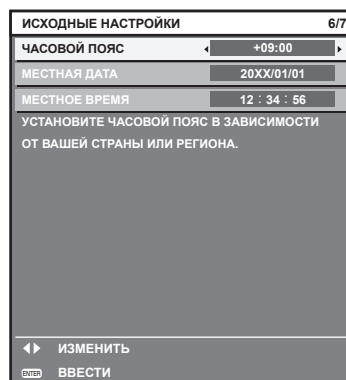 ИСХОДНЫЕ НАСТРОЙКИ 6/7
ЧАСОВОЙ ПОЯС +09:00
МЕСТНАЯ ДАТА 20XX/01/01
МЕСТНОЕ ВРЕМЯ 12 : 34 : 56
УСТАНОВИТЕ ЧАСОВОЙ ПОЯС В ЗАВИСИМОСТИ
ОТ ВАШЕЙ СТРАНЫ ИЛИ РЕГИОНА.
ИЗМЕНИТЬ
ENTER ВВЕСТИ